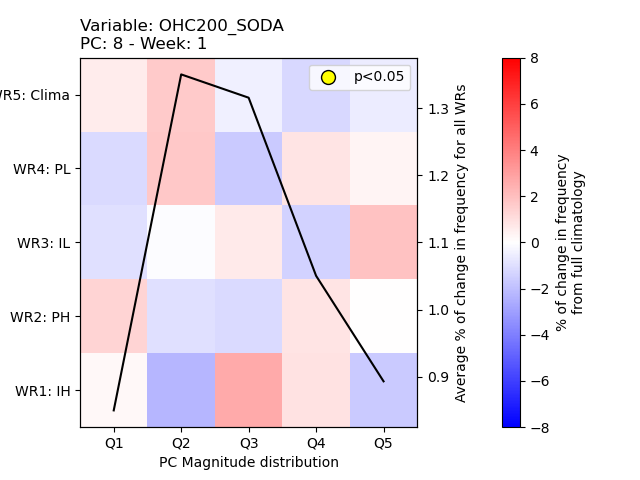 Variable: OHC200_SODA
PC: 8 - Week: 1
p<0.05
WR5: Clima
WR4: PL
WR3: IL
WR2: PH
WR1: IH
Q1 Q2 Q3 Q4 Q5
PC Magnitude distribution
1.3
1.2
1.1
1.0
0.9
Average % of change in frequency for all WRs
8
6
4
2
0
−2
−4
−6
−8
% of change in frequency
from full climatology